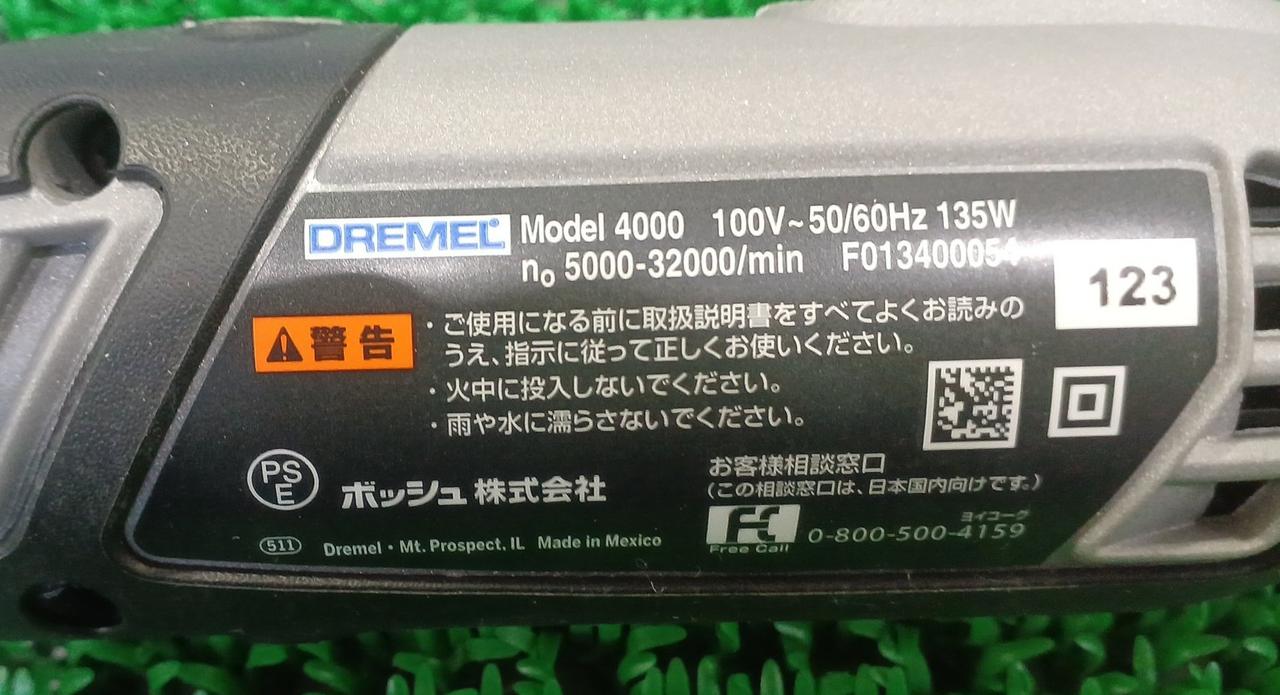 DREMEL Model 4000 100V~50/60Hz 135W
n₀ 5000-32000/min F013400054
123
警告
・ご使用になる前に取扱説明書をすべてよくお読みの
うえ、指示に従って正しくお使いください。
・火中に投入しないでください。
・雨や水に濡らさないでください。
PS
E
ボッシュ株式会社
お客様相談窓口
(この相談窓口は、日本国内向けです。)
ヨイコーグ
Free Call 0-800-500-4159
511 Dremel・Mt. Prospect, IL Made in Mexico